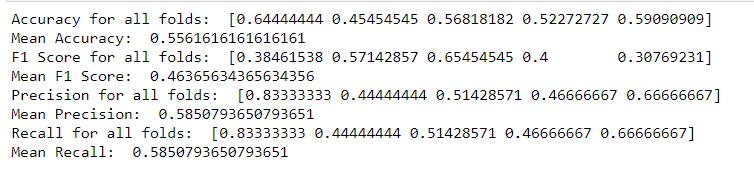 Accuracy for all folds:  [0.64444444 0.45454545 0.56818182 0.52272727 0.59090909]
Mean Accuracy:  0.5561616161616161
F1 Score for all folds:  [0.38461538 0.57142857 0.65454545 0.4        0.30769231]
Mean F1 Score:  0.46365634365634356
Precision for all folds:  [0.83333333 0.44444444 0.51428571 0.46666667 0.66666667]
Mean Precision:  0.5850793650793651
Recall for all folds:  [0.83333333 0.44444444 0.51428571 0.46666667 0.66666667]
Mean Recall:  0.5850793650793651